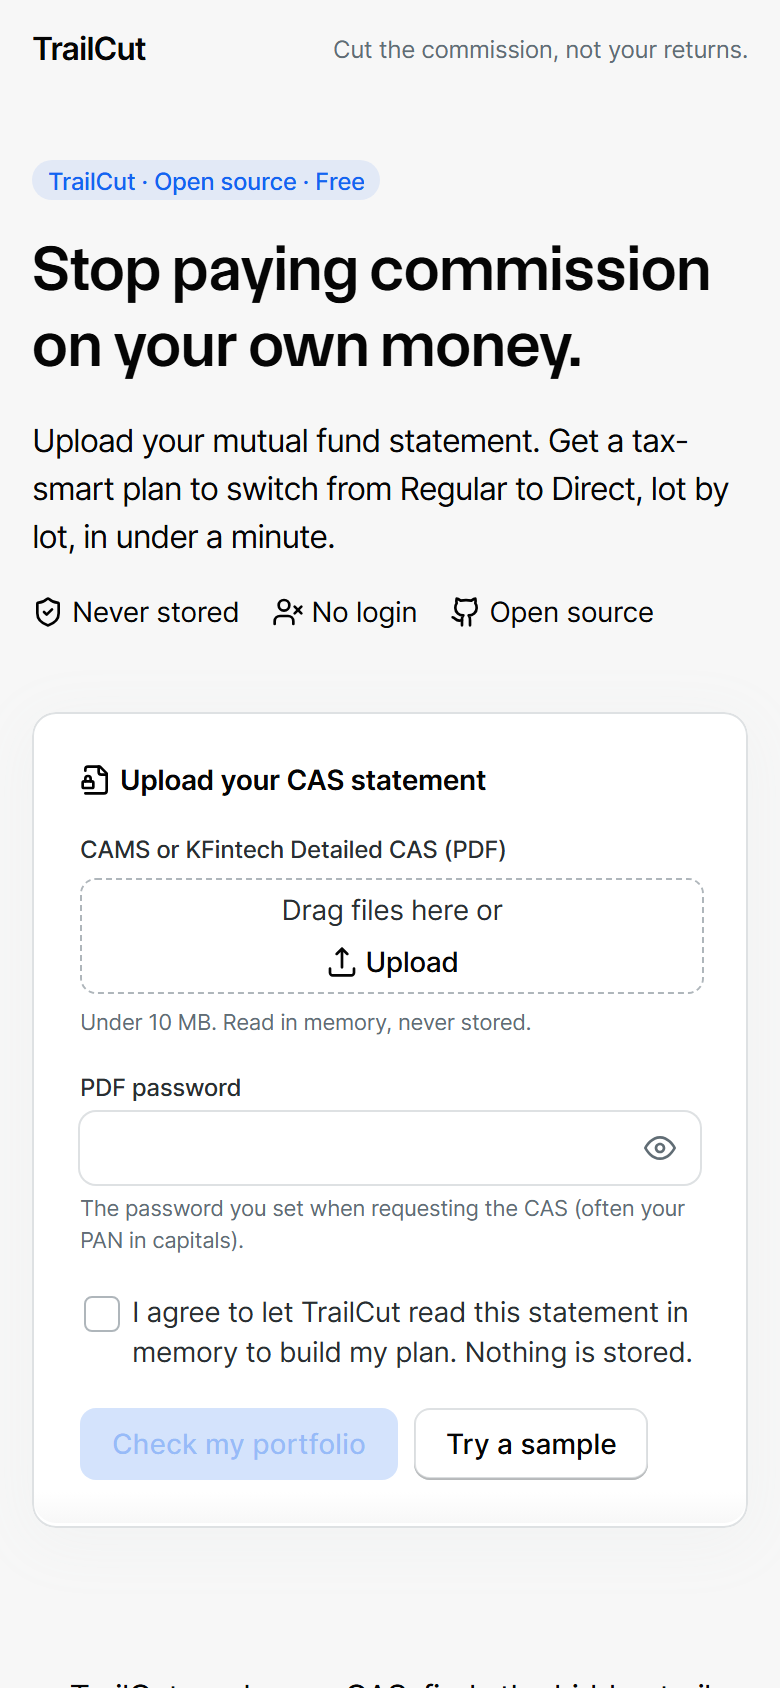 TrailCut
Cut the commission, not your returns.
TrailCut · Open source · Free
Stop paying commission
on your own money.
Upload your mutual fund statement. Get a tax-
smart plan to switch from Regular to Direct, lot by
lot, in under a minute.
Never stored
No login
Open source
Upload your CAS statement
CAMS or KFintech Detailed CAS (PDF)
Drag files here or
Upload
Under 10 MB. Read in memory, never stored.
PDF password
The password you set when requesting the CAS (often your
PAN in capitals).
I agree to let TrailCut read this statement in
memory to build my plan. Nothing is stored.
Check my portfolio
Try a sample